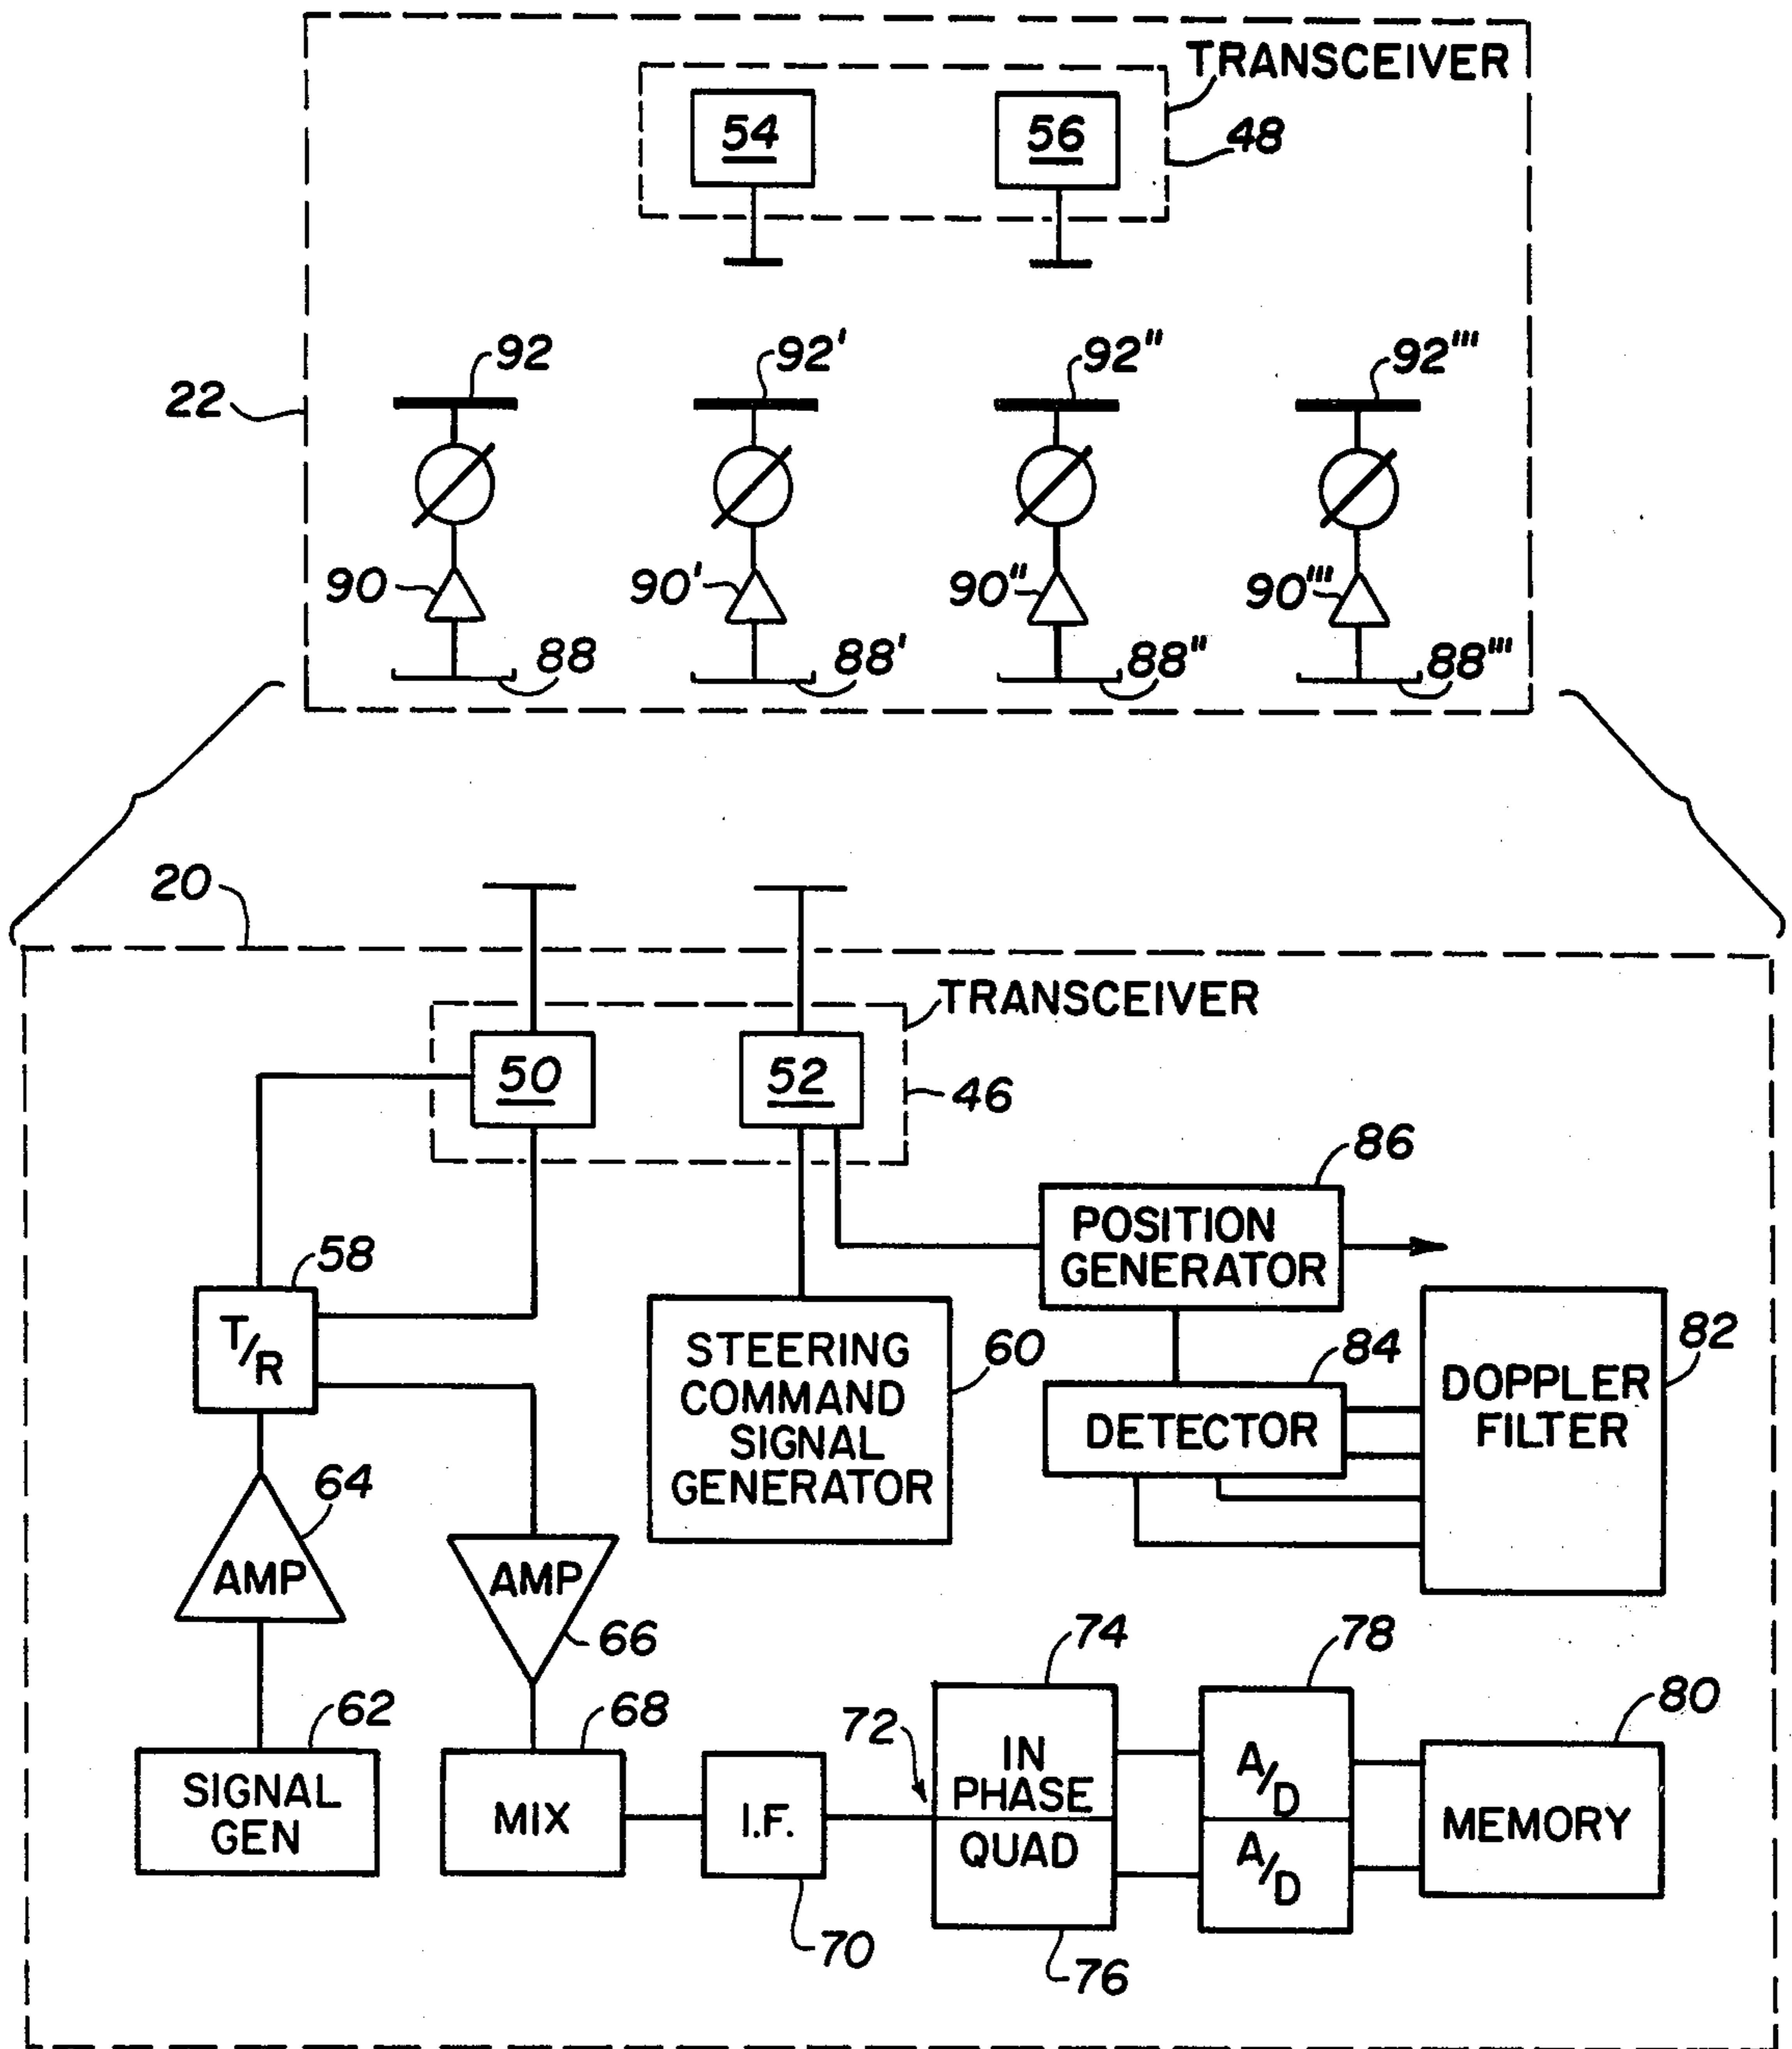 TRANSCEIVER
54
56
48
92
92'
92"
92'''
22
90
90'
90"
90'''
88
88'
88"
88'''
20
TRANSCEIVER
50
52
46
86
POSITION
GENERATOR
58
T/R
STEERING
COMMAND
SIGNAL
GENERATOR
60
84
DETECTOR
82
DOPPLER
FILTER
64
AMP
AMP
66
62
SIGNAL
GEN
68
MIX
70
I.F.
72
74
IN
PHASE
QUAD
76
78
A/D
A/D
80
MEMORY